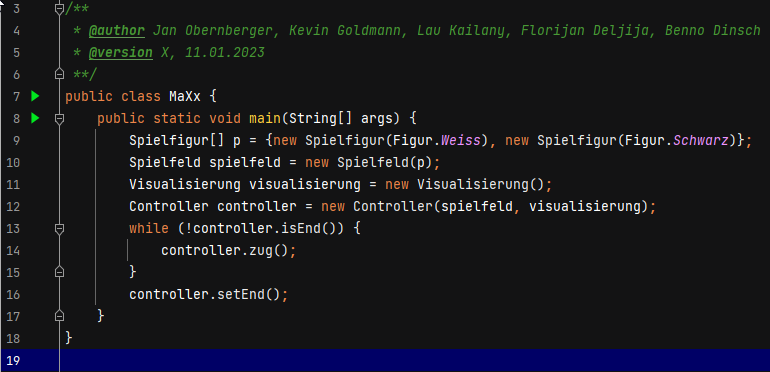 3 /**
4 * @author Jan Obernberger, Kevin Goldmann, Lau Kailany, Florijan Deljija, Benno Dinsch
5 * @version X, 11.01.2023
6 **/
7 public class MaXx {
8 public static void main(String[] args) {
9 Spielfigur[] p = {new Spielfigur(Figur.Weiss), new Spielfigur(Figur.Schwarz)};
10 Spielfeld spielfeld = new Spielfeld(p);
11 Visualisierung visualisierung = new Visualisierung();
12 Controller controller = new Controller(spielfeld, visualisierung);
13 while (!controller.isEnd()) {
14 controller.zug();
15 }
16 controller.setEnd();
17 }
18 }
19